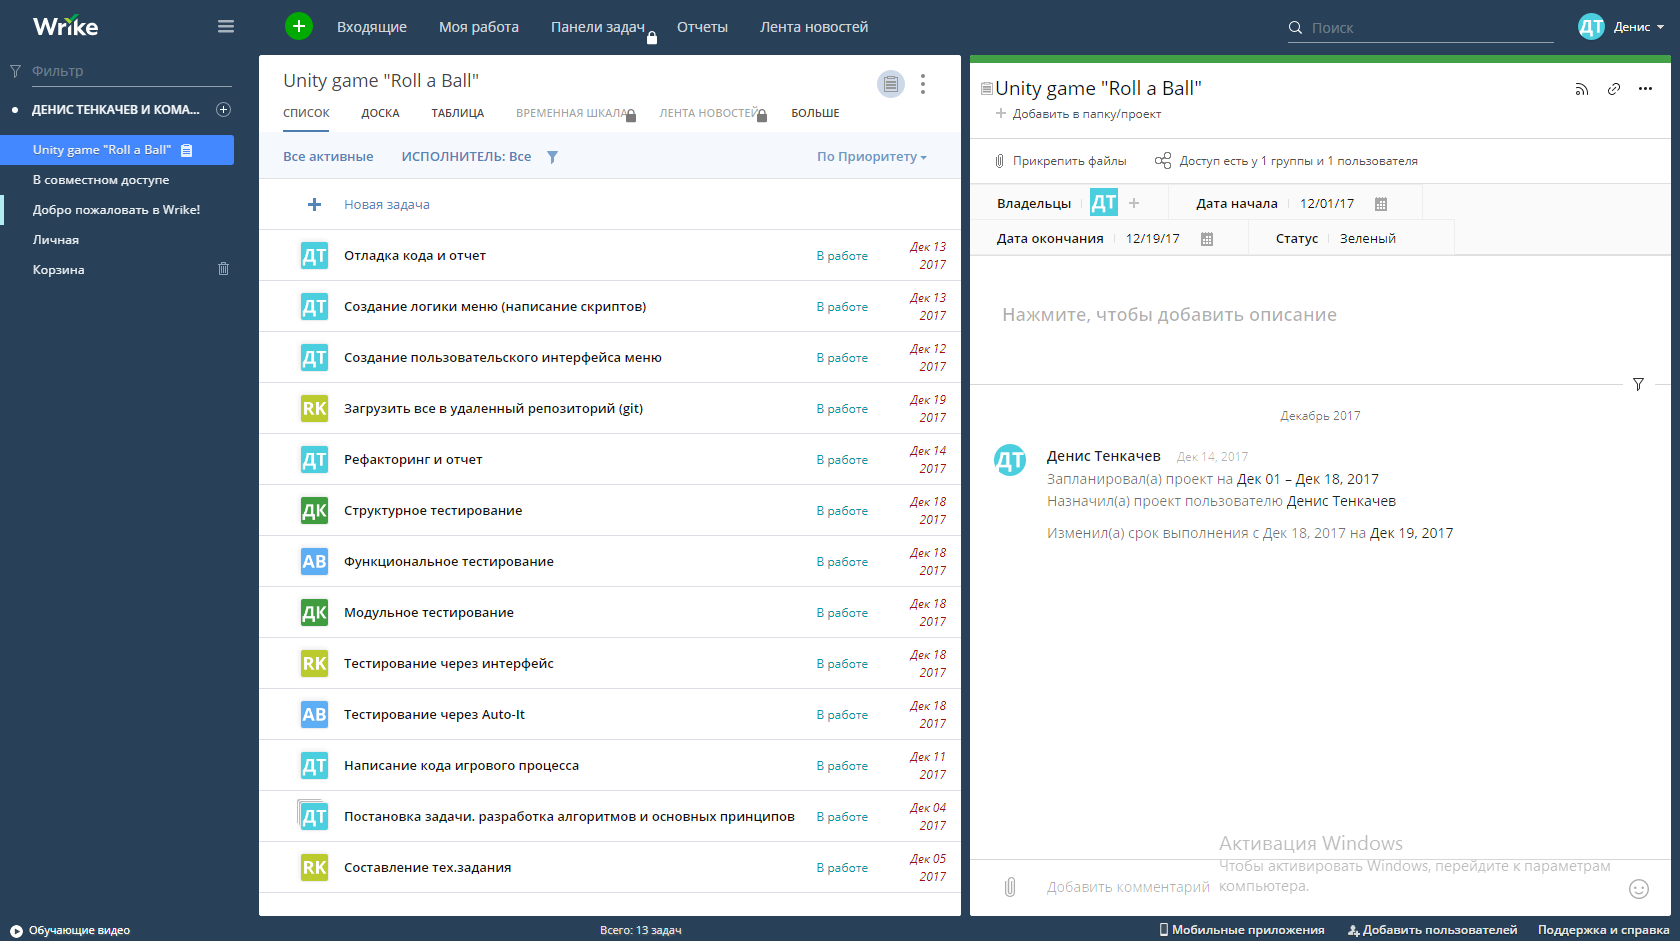 Wrike
Входящие
Моя работа
Панели задач
Отчеты
Лента новостей
Поиск
ДТ
Денис
Фильтр
ДЕНИС ТЕНКАЧЕВ И КОМА...
Unity game "Roll a Ball"
В совместном доступе
Добро пожаловать в Wrike!
Личная
Корзина
Unity game "Roll a Ball"
СПИСОК
ДОСКА
ТАБЛИЦА
ВРЕМЕННАЯ ШКАЛА
ЛЕНТА НОВОСТЕЙ
БОЛЬШЕ
Все активные
ИСПОЛНИТЕЛЬ: Все
По Приоритету
Новая задача
ДТ Отладка кода и отчет В работе Дек 13
2017
ДТ Создание логики меню (написание скриптов) В работе Дек 13
2017
ДТ Создание пользовательского интерфейса меню В работе Дек 12
2017
RK Загрузить все в удаленный репозиторий (git) В работе Дек 19
2017
ДТ Рефакторинг и отчет В работе Дек 14
2017
ДК Структурное тестирование В работе Дек 18
2017
АВ Функциональное тестирование В работе Дек 18
2017
ДК Модульное тестирование В работе Дек 18
2017
RK Тестирование через интерфейс В работе Дек 18
2017
АВ Тестирование через Auto-It В работе Дек 18
2017
ДТ Написание кода игрового процесса В работе Дек 11
2017
ДТ Постановка задачи. разработка алгоритмов и основных принципов В работе Дек 04
2017
RK Составление тех.задания В работе Дек 05
2017
Unity game "Roll a Ball"
Добавить в папку/проект
Прикрепить файлы
Доступ есть у 1 группы и 1 пользователя
Владельцы ДТ
Дата начала 12/01/17
Дата окончания 12/19/17
Статус Зеленый
Нажмите, чтобы добавить описание
Декабрь 2017
ДТ Денис Тенкачев Дек 14, 2017
Запланировал(а) проект на Дек 01 – Дек 18, 2017
Назначил(а) проект пользователю Денис Тенкачев
Изменил(а) срок выполнения с Дек 18, 2017 на Дек 19, 2017
Активация Windows
Чтобы активировать Windows, перейдите к параметрам
компьютера.
Добавить комментарий
Обучающие видео
Всего: 13 задач
Мобильные приложения
Добавить пользователей
Поддержка и справка